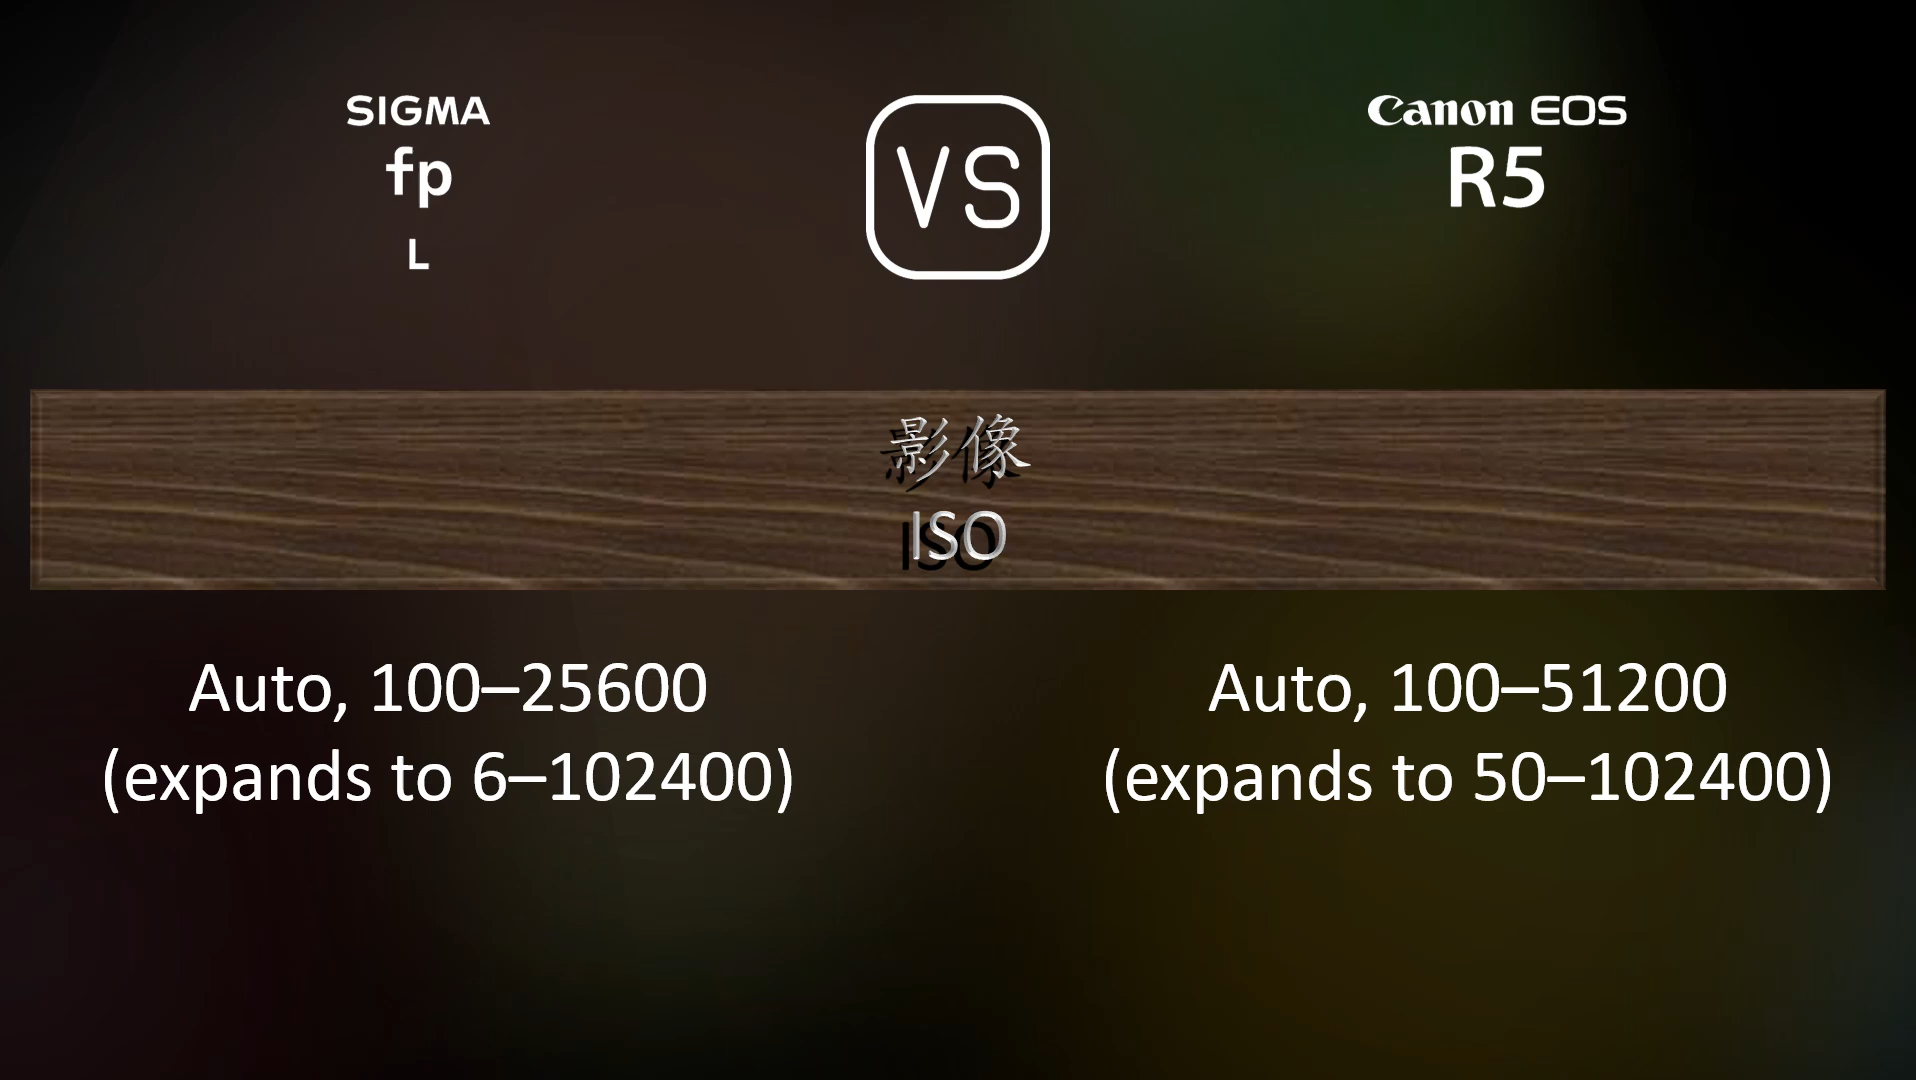 SIGMA
fp
L
VS
Canon EOS
R5
影像
ISO
Auto, 100–25600
(expands to 6–102400)
Auto, 100–51200
(expands to 50–102400)